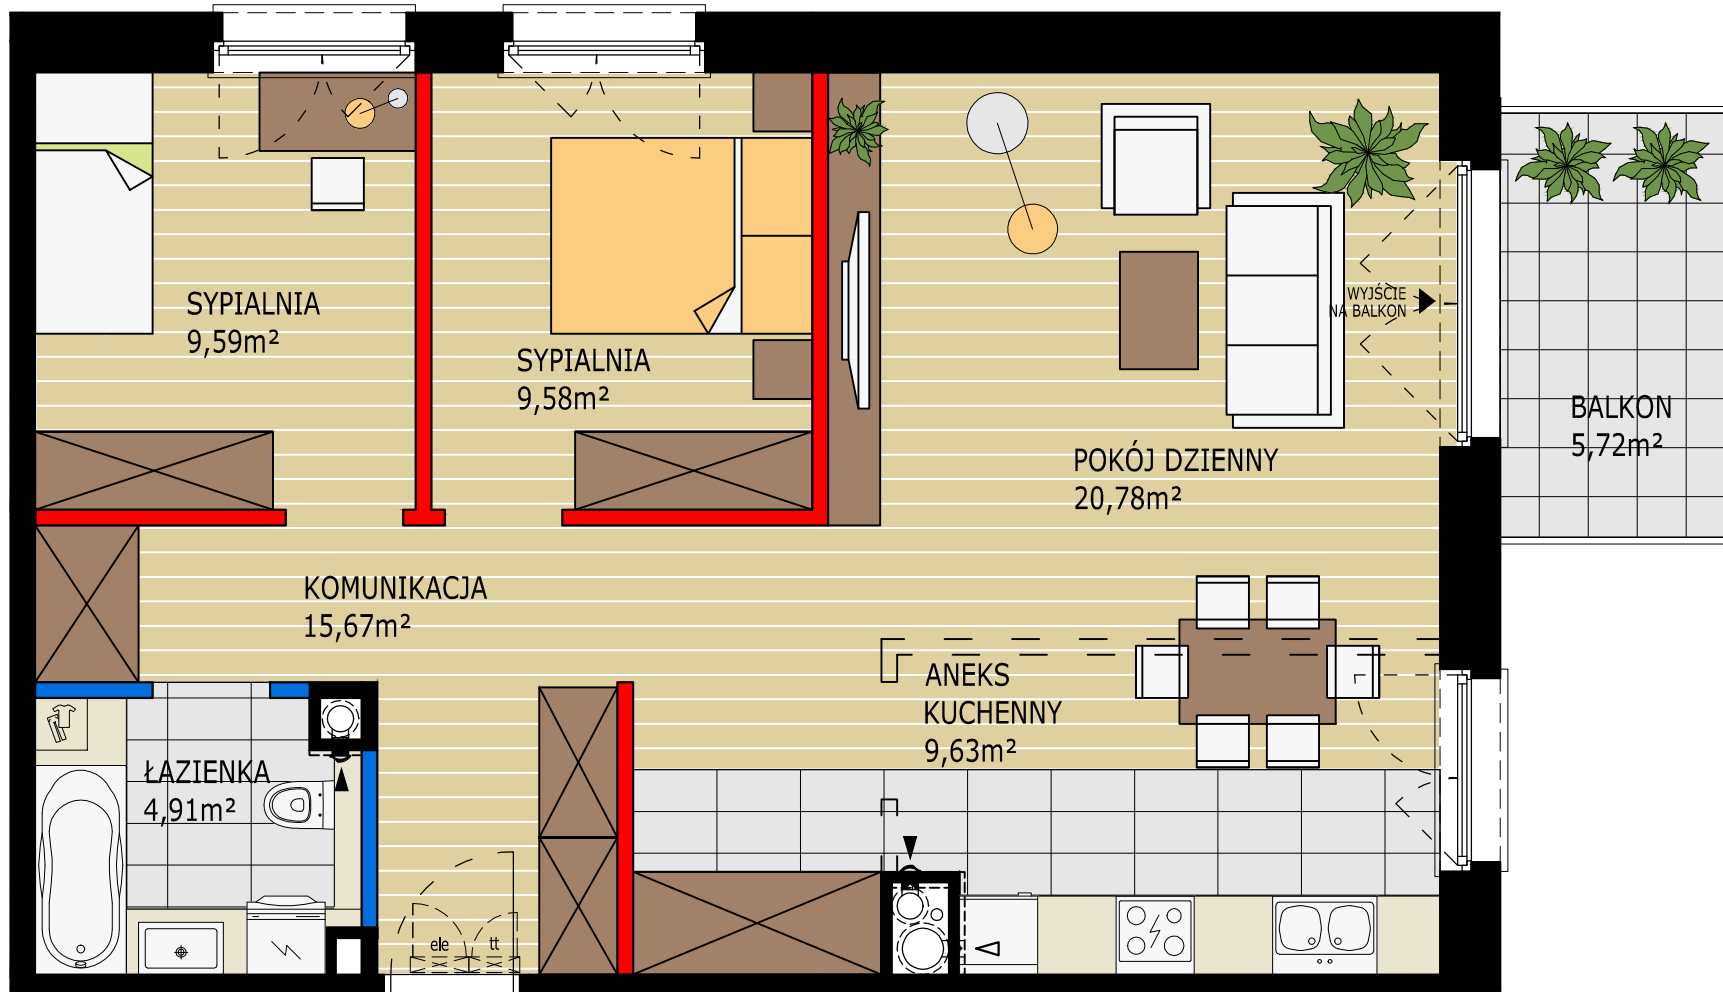 SYPIALNIA
9,59m²
SYPIALNIA
9,58m²
WYJŚCIE
NA BALKON
BALKON
5,72m²
POKÓJ DZIENNY
20,78m²
KOMUNIKACJA
15,67m²
ANEKS
KUCHENNY
9,63m²
ŁAZIENKA
4,91m²
ele
tt